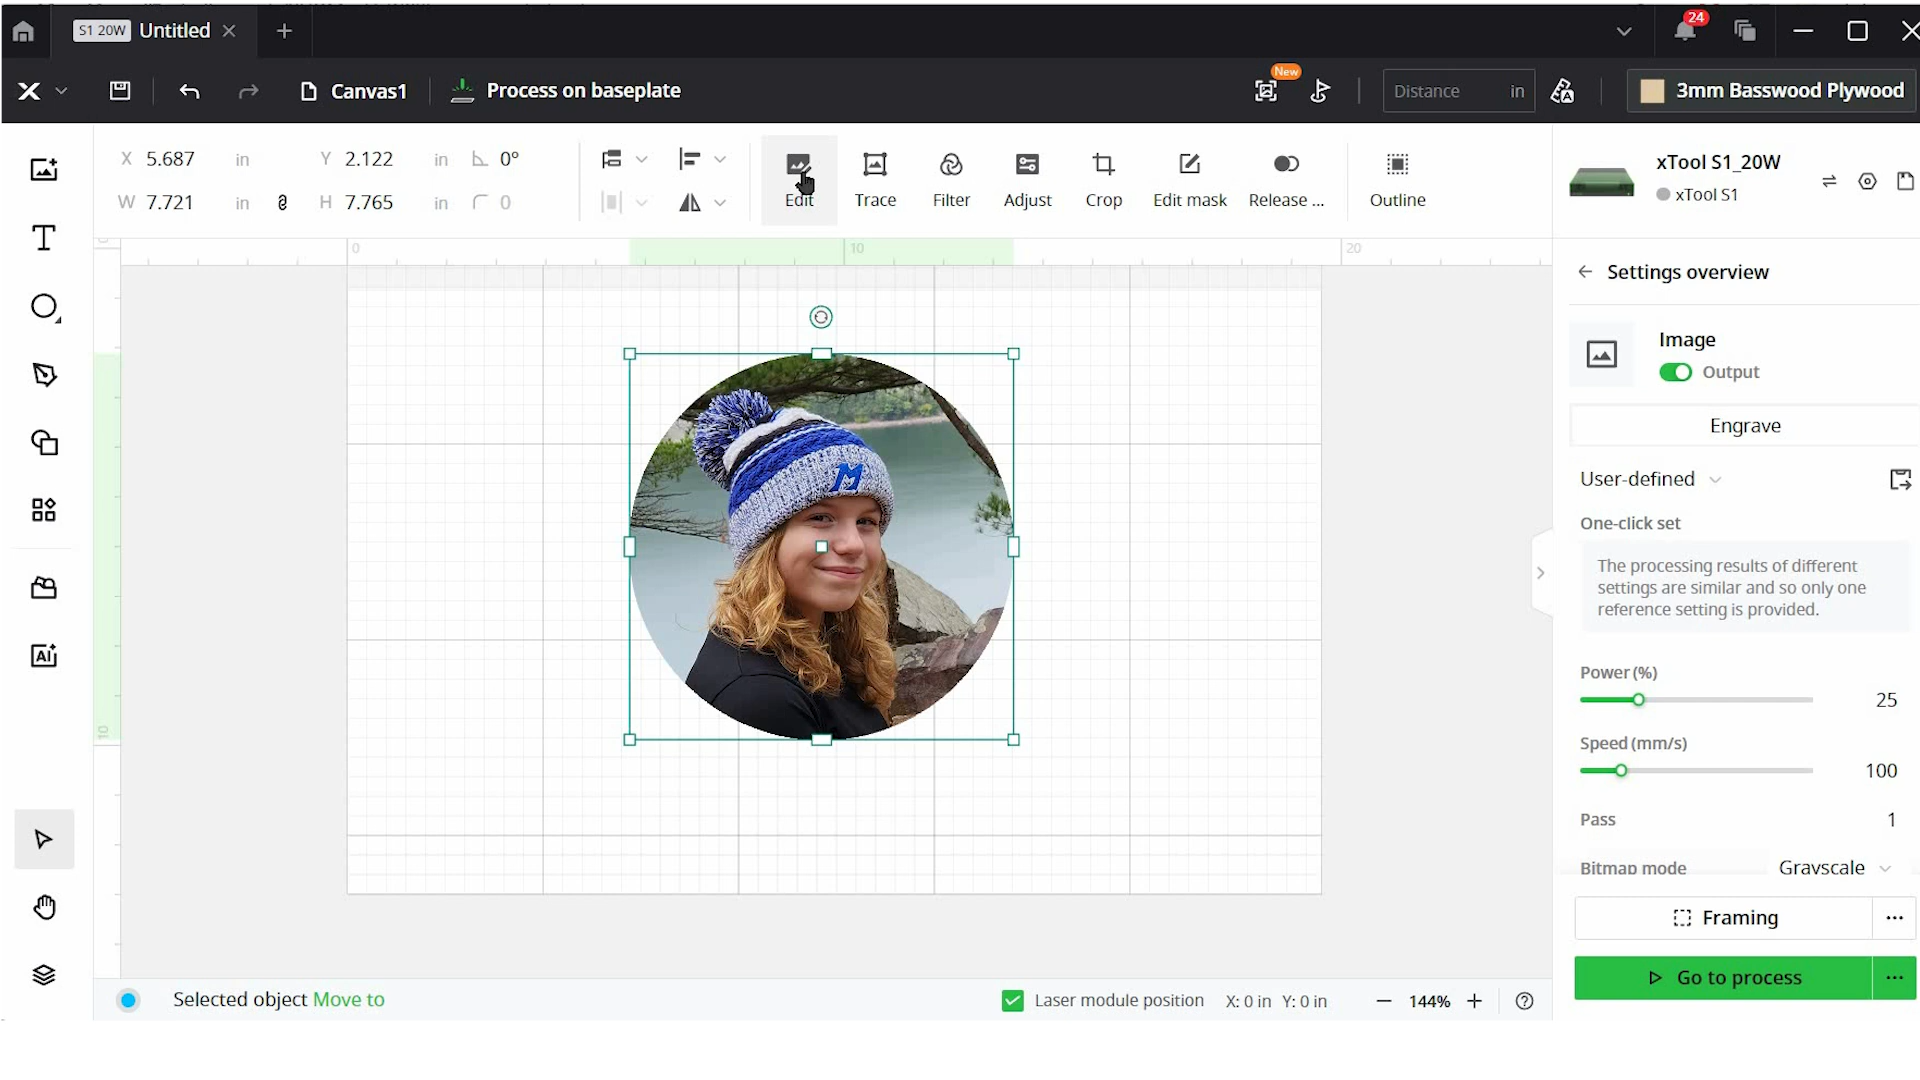 S1 20W Untitled
24
Canvas1
Process on baseplate
New
Distance in
3mm Basswood Plywood
X 5.687 in Y 2.122 in 0°
W 7.721 in H 7.765 in 0
Edit
Trace
Filter
Adjust
Crop
Edit mask
Release ...
Outline
xTool S1_20W
xTool S1
0
10
20
Settings overview
Image
Output
Engrave
User-defined
One-click set
The processing results of different
settings are similar and so only one
reference setting is provided.
Power (%)
25
Speed (mm/s)
100
Pass 1
Bitmap mode Grayscale
Framing
Go to process
M
10
AI
Selected object Move to
Laser module position X: 0 in Y: 0 in
144%